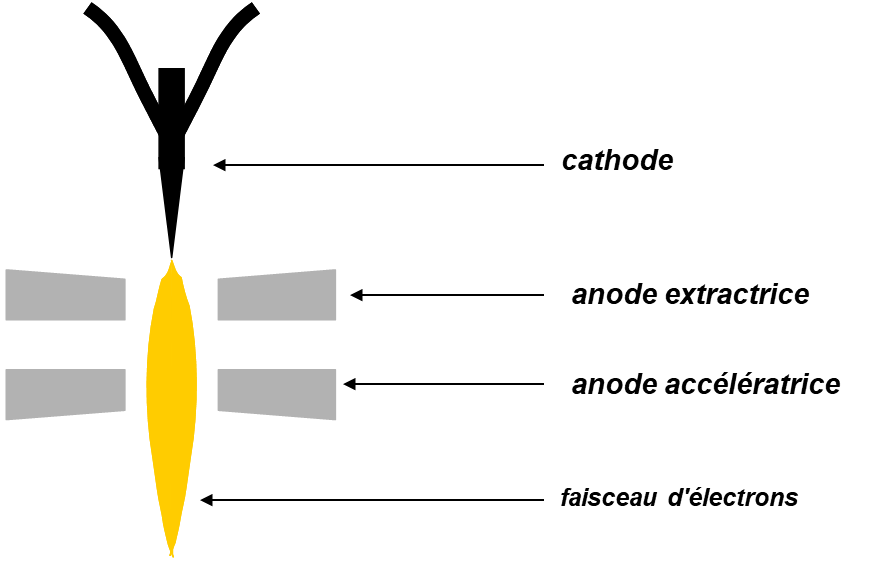 cathode
anode extractrice
anode accélératrice
faisceau d'électrons